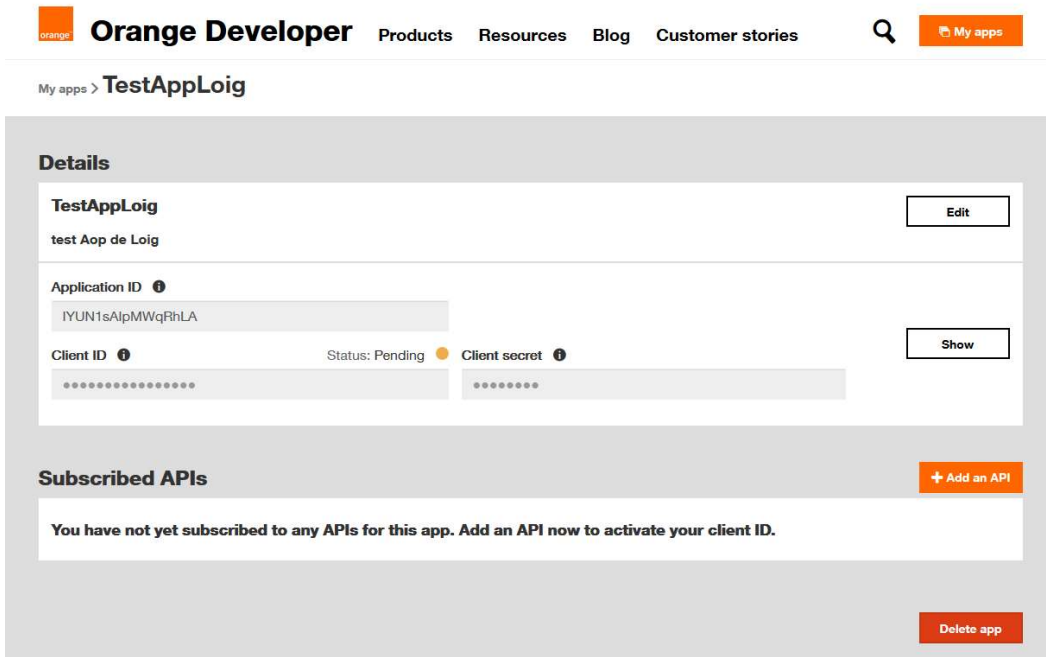 orange™
Orange Developer Products Resources Blog Customer stories My apps
My apps > TestAppLoig
Details
TestAppLoig
Edit
test Aop de Loig
Application ID
IYUN1sAIpMWqRhLA
Show
Client ID Status: Pending Client secret
•••••••••••••••• ••••••••
Subscribed APIs
+ Add an API
You have not yet subscribed to any APIs for this app. Add an API now to activate your client ID.
Delete app